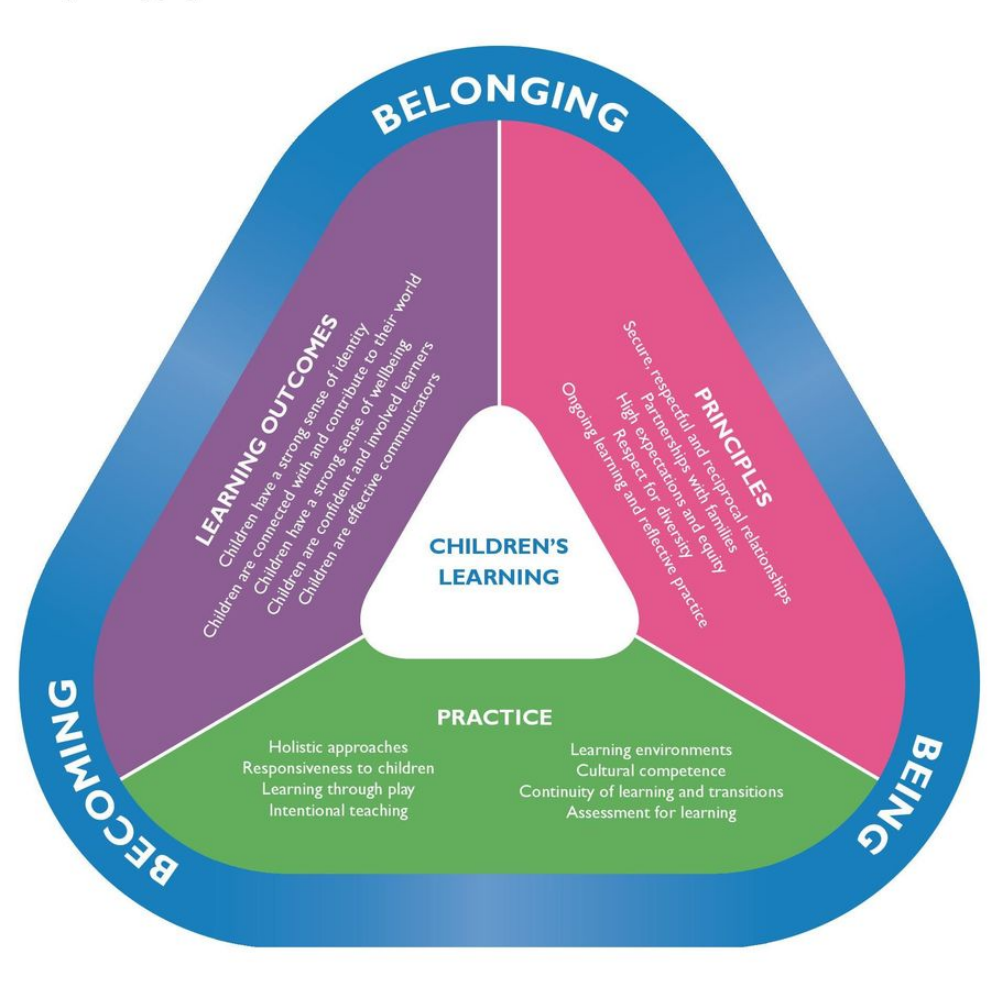 BELONGING
LEARNING OUTCOMES
Children have a strong sense of identity
Children are connected with and contribute to their world
Children have a strong sense of wellbeing
Children are confident and involved learners
Children are effective communicators
PRINCIPLES
Secure, respectful and reciprocal relationships
Partnerships with families
High expectations and equity
Respect for diversity
Ongoing learning and reflective practice
CHILDREN'S
LEARNING
PRACTICE
Holistic approaches
Responsiveness to children
Learning through play
Intentional teaching
Learning environments
Cultural competence
Continuity of learning and transitions
Assessment for learning
BECOMING
BEING